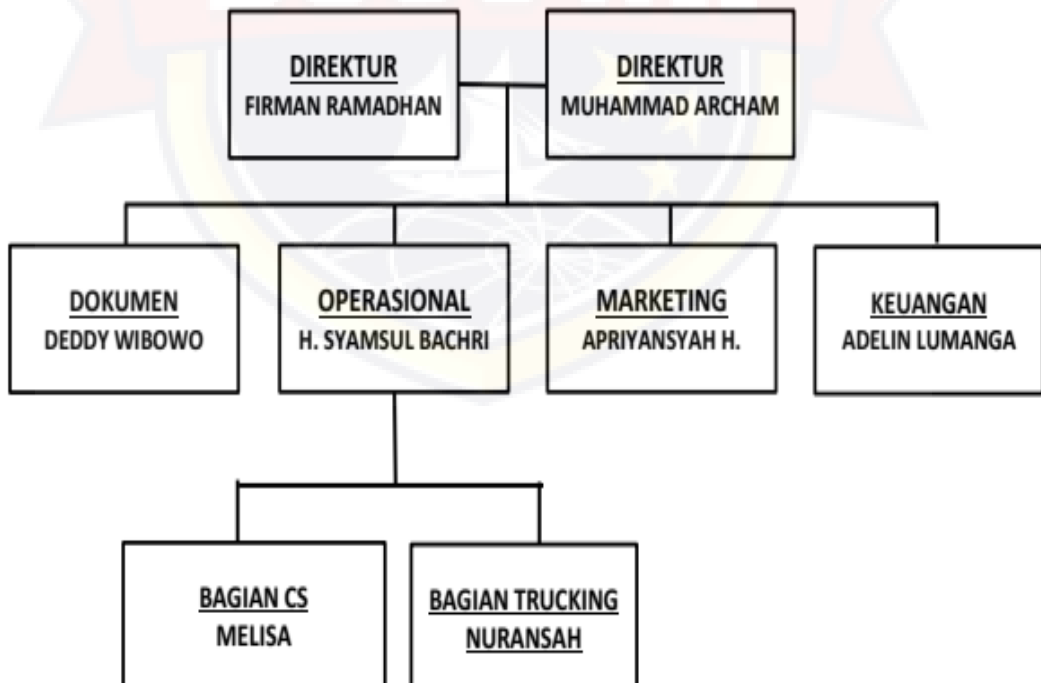 DIREKTUR
FIRMAN RAMADHAN
DIREKTUR
MUHAMMAD ARCHAM
DOKUMEN
DEDDY WIBOWO
OPERASIONAL
H. SYAMSUL BACHRI
MARKETING
APRIYANSYAH H.
KEUANGAN
ADELIN LUMANGA
BAGIAN CS
MELISA
BAGIAN TRUCKING
NURANSAH